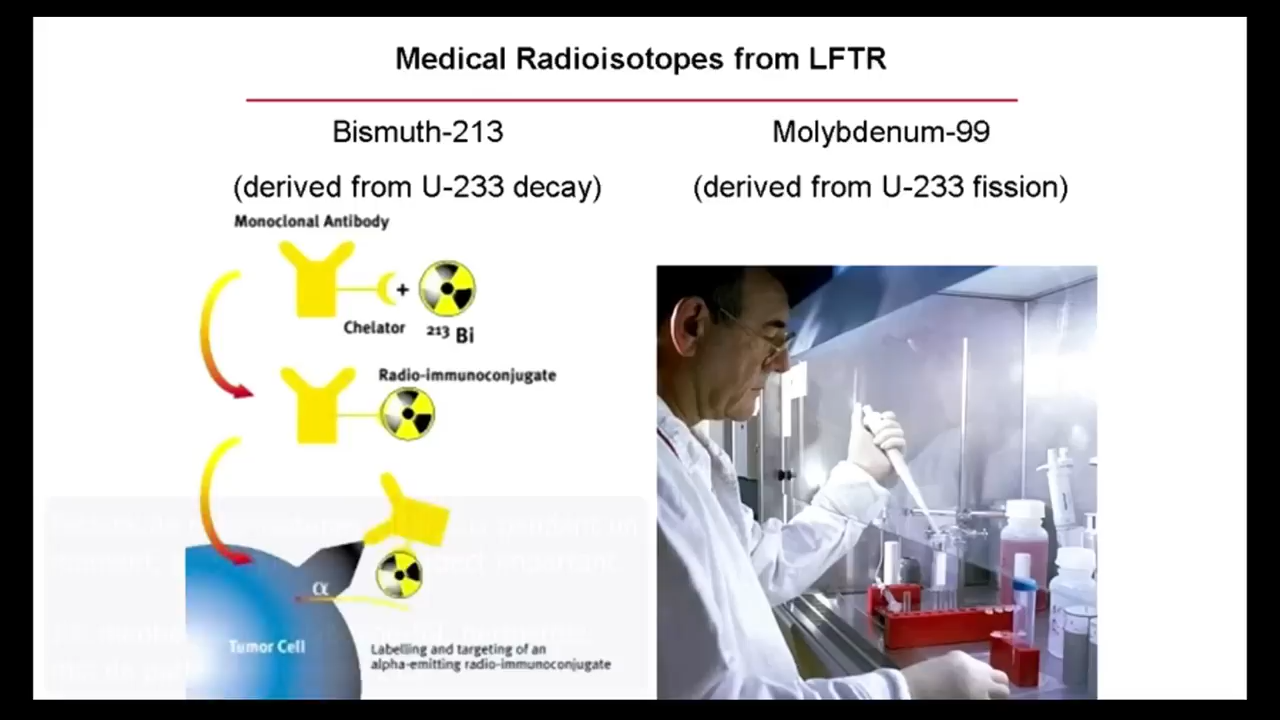 Medical Radioisotopes from LFTR
Bismuth-213
(derived from U-233 decay)
Molybdenum-99
(derived from U-233 fission)
Monoclonal Antibody
+
Chelator
213 Bi
Radio-immunoconjugate
α
Tumor Cell
Labelling and targeting of an
alpha-emitting radio-immunoconjugate